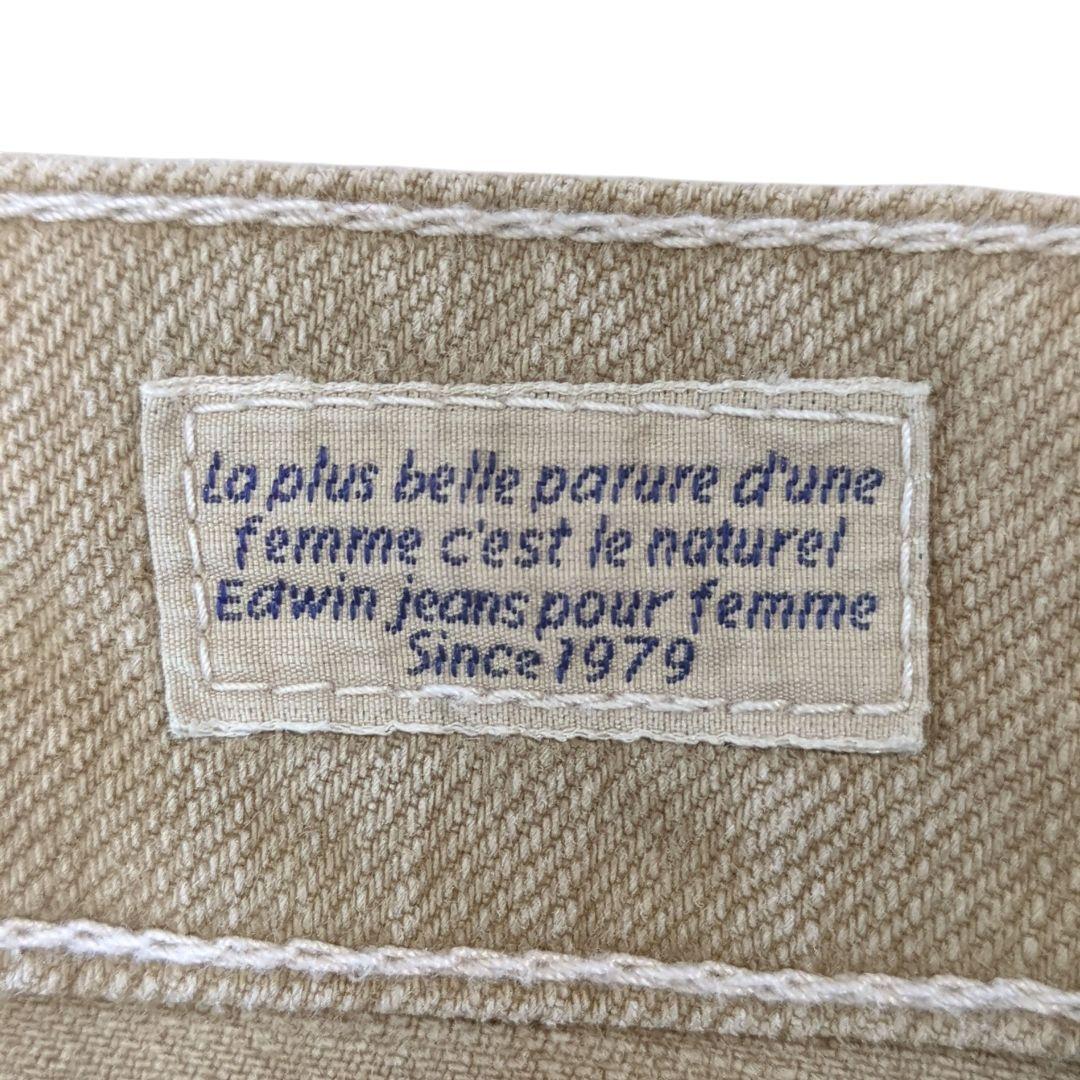 La plus belle parure d'une
femme c'est le naturel
Edwin jeans pour femme
Since 1979